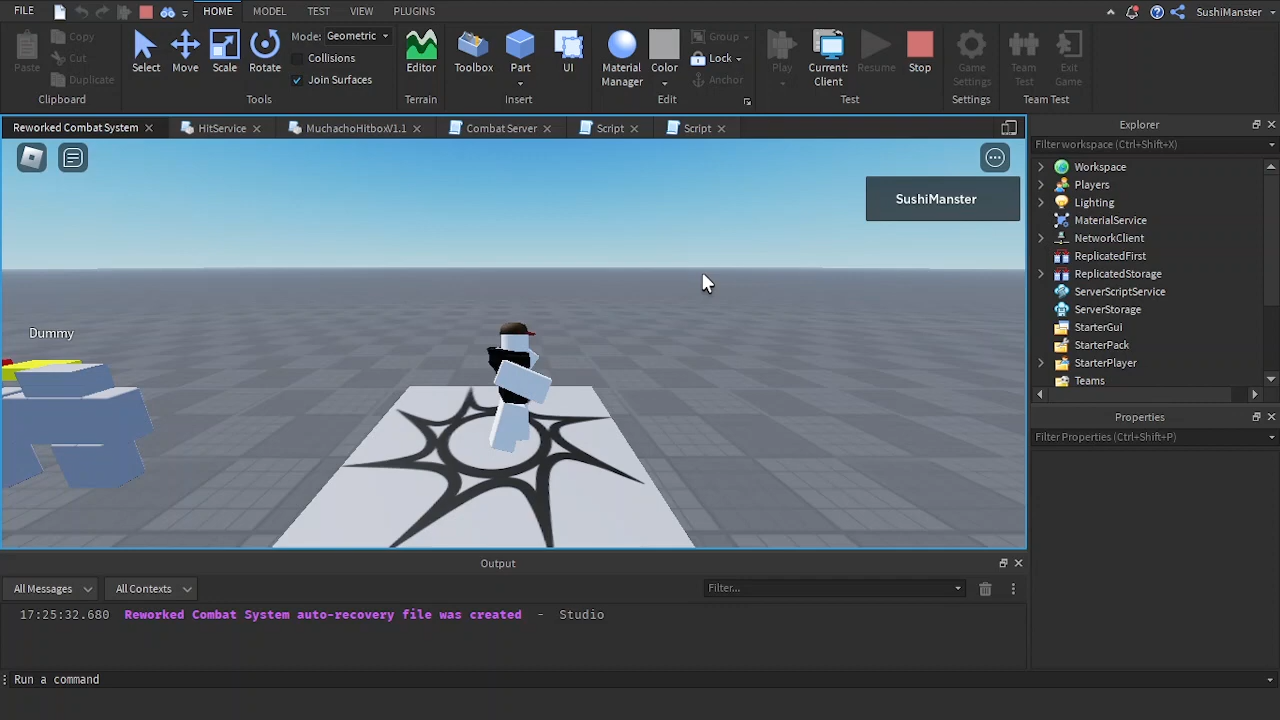 FILE
HOME
MODEL
TEST
VIEW
PLUGINS
SushiManster
Paste
Copy
Cut
Duplicate
Clipboard
Select
Move
Scale
Rotate
Mode: Geometric
Collisions
Join Surfaces
Tools
Editor
Terrain
Toolbox
Part
UI
Insert
Material
Manager
Color
Group
Lock
Anchor
Edit
Play
Current:
Client
Resume
Stop
Test
Game
Settings
Settings
Team
Test
Exit
Game
Team Test
Reworked Combat System
HitService
MuchachoHitboxV1.1
Combat Server
Script
Script
SushiManster
Dummy
Explorer
Filter workspace (Ctrl+Shift+X)
Workspace
Players
Lighting
MaterialService
NetworkClient
ReplicatedFirst
ReplicatedStorage
ServerScriptService
ServerStorage
StarterGui
StarterPack
StarterPlayer
Teams
Properties
Filter Properties (Ctrl+Shift+P)
Output
All Messages
All Contexts
Filter...
17:25:32.680 Reworked Combat System auto-recovery file was created - Studio
Run a command